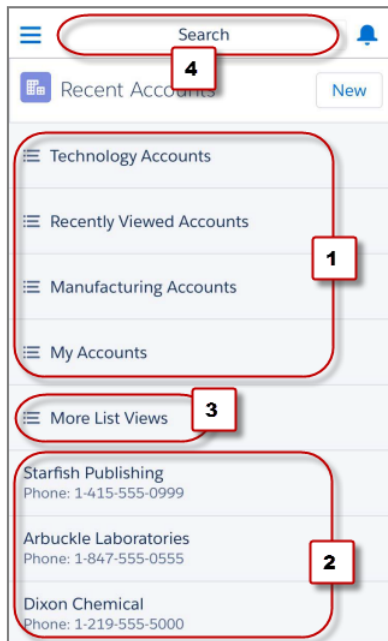 Search
4
Recent Accounts
New
Technology Accounts
Recently Viewed Accounts
1
Manufacturing Accounts
My Accounts
More List Views
3
Starfish Publishing
Phone: 1-415-555-0999
Arbuckle Laboratories
Phone: 1-847-555-0555
2
Dixon Chemical
Phone: 1-219-555-5000